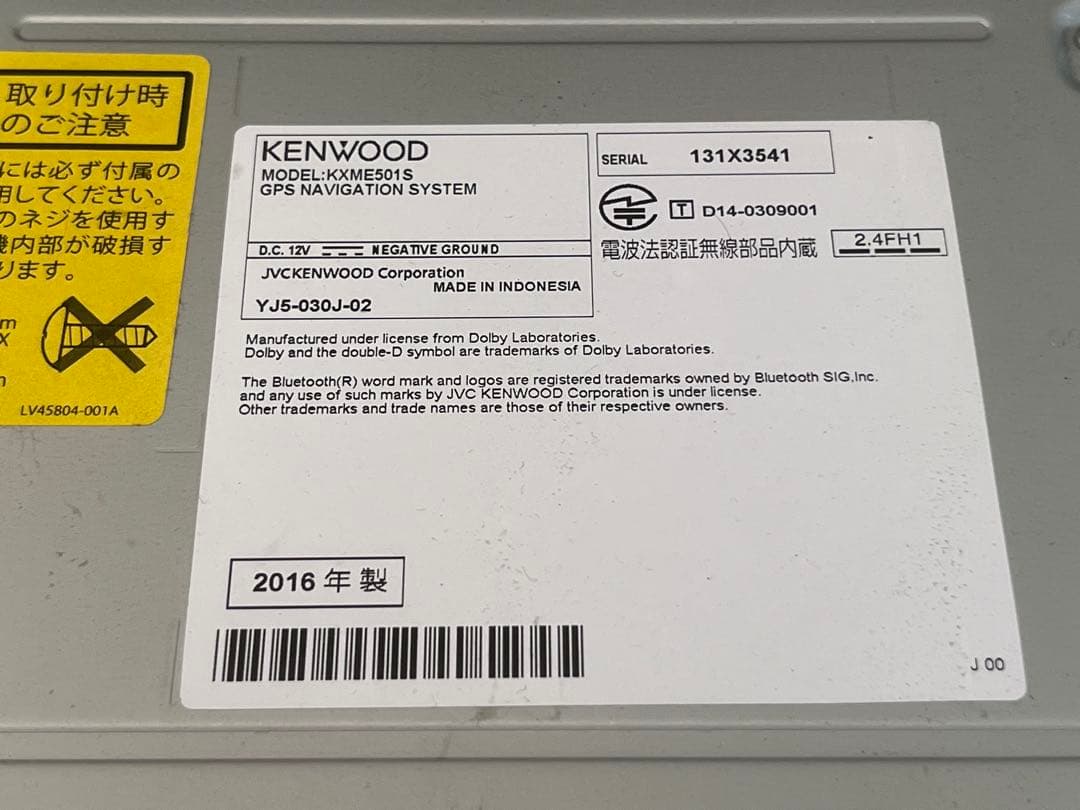 取り付け時
のご注意
には必ず付属の
用してください。
のネジを使用す
機内部が破損す
ります。
LV45804-001A
KENWOOD
MODEL:KXME501S
GPS NAVIGATION SYSTEM
D.C. 12V NEGATIVE GROUND
JVCKENWOOD Corporation
MADE IN INDONESIA
YJ5-030J-02
SERIAL 131X3541
T D14-0309001
電波法認証無線部品内蔵 2.4FH1
Manufactured under license from Dolby Laboratories.
Dolby and the double-D symbol are trademarks of Dolby Laboratories.
The Bluetooth(R) word mark and logos are registered trademarks owned by Bluetooth SIG,Inc.
and any use of such marks by JVC KENWOOD Corporation is under license.
Other trademarks and trade names are those of their respective owners.
2016 年 製
J 00